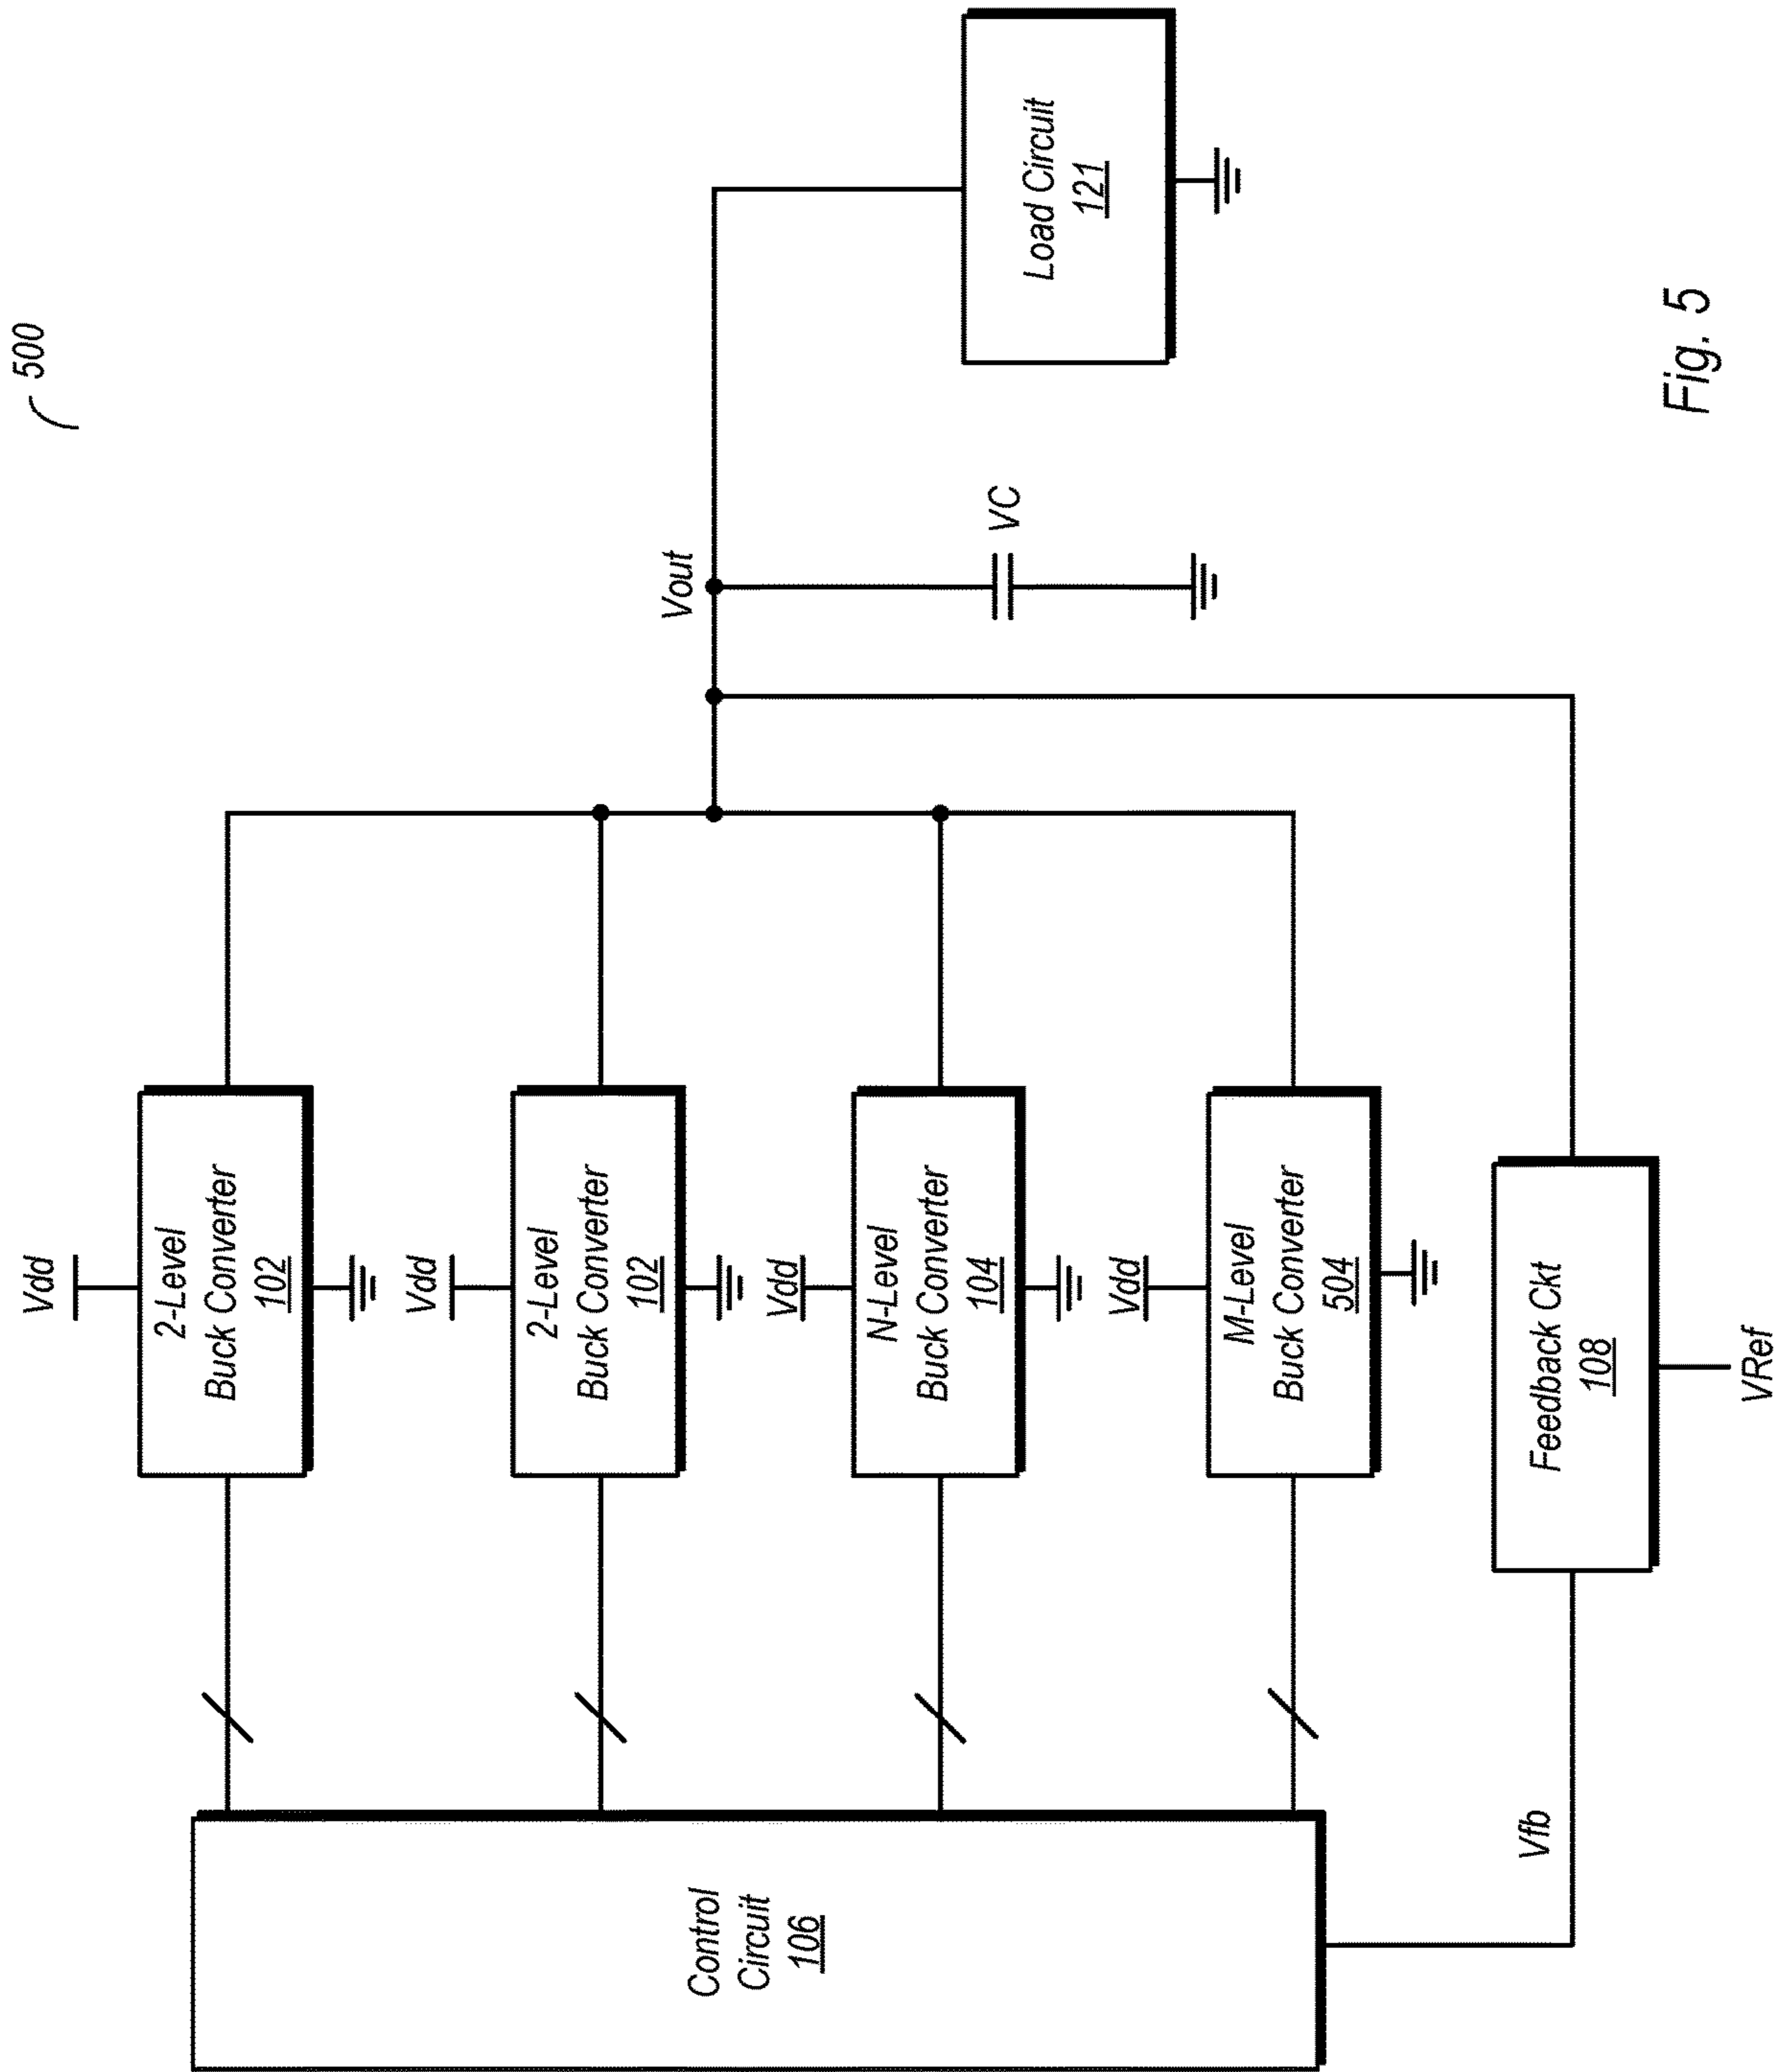 500
Vdd
2-Level
Buck Converter
102
Vdd
2-Level
Buck Converter
102
Vdd
N-Level
Buck Converter
104
Vdd
M-Level
Buck Converter
504
Control
Circuit
106
Vout
VC
Load Circuit
121
Vfb
Feedback Ckt
108
VRef
Fig. 5